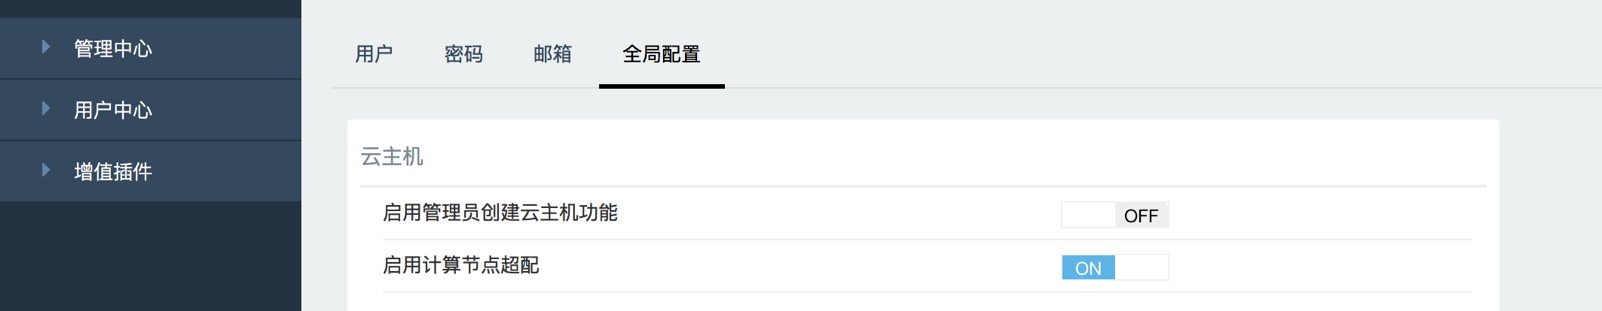 管理中心
用户中心
增值插件
用户 密码 邮箱 全局配置
云主机
启用管理员创建云主机功能 OFF
启用计算节点超配 ON